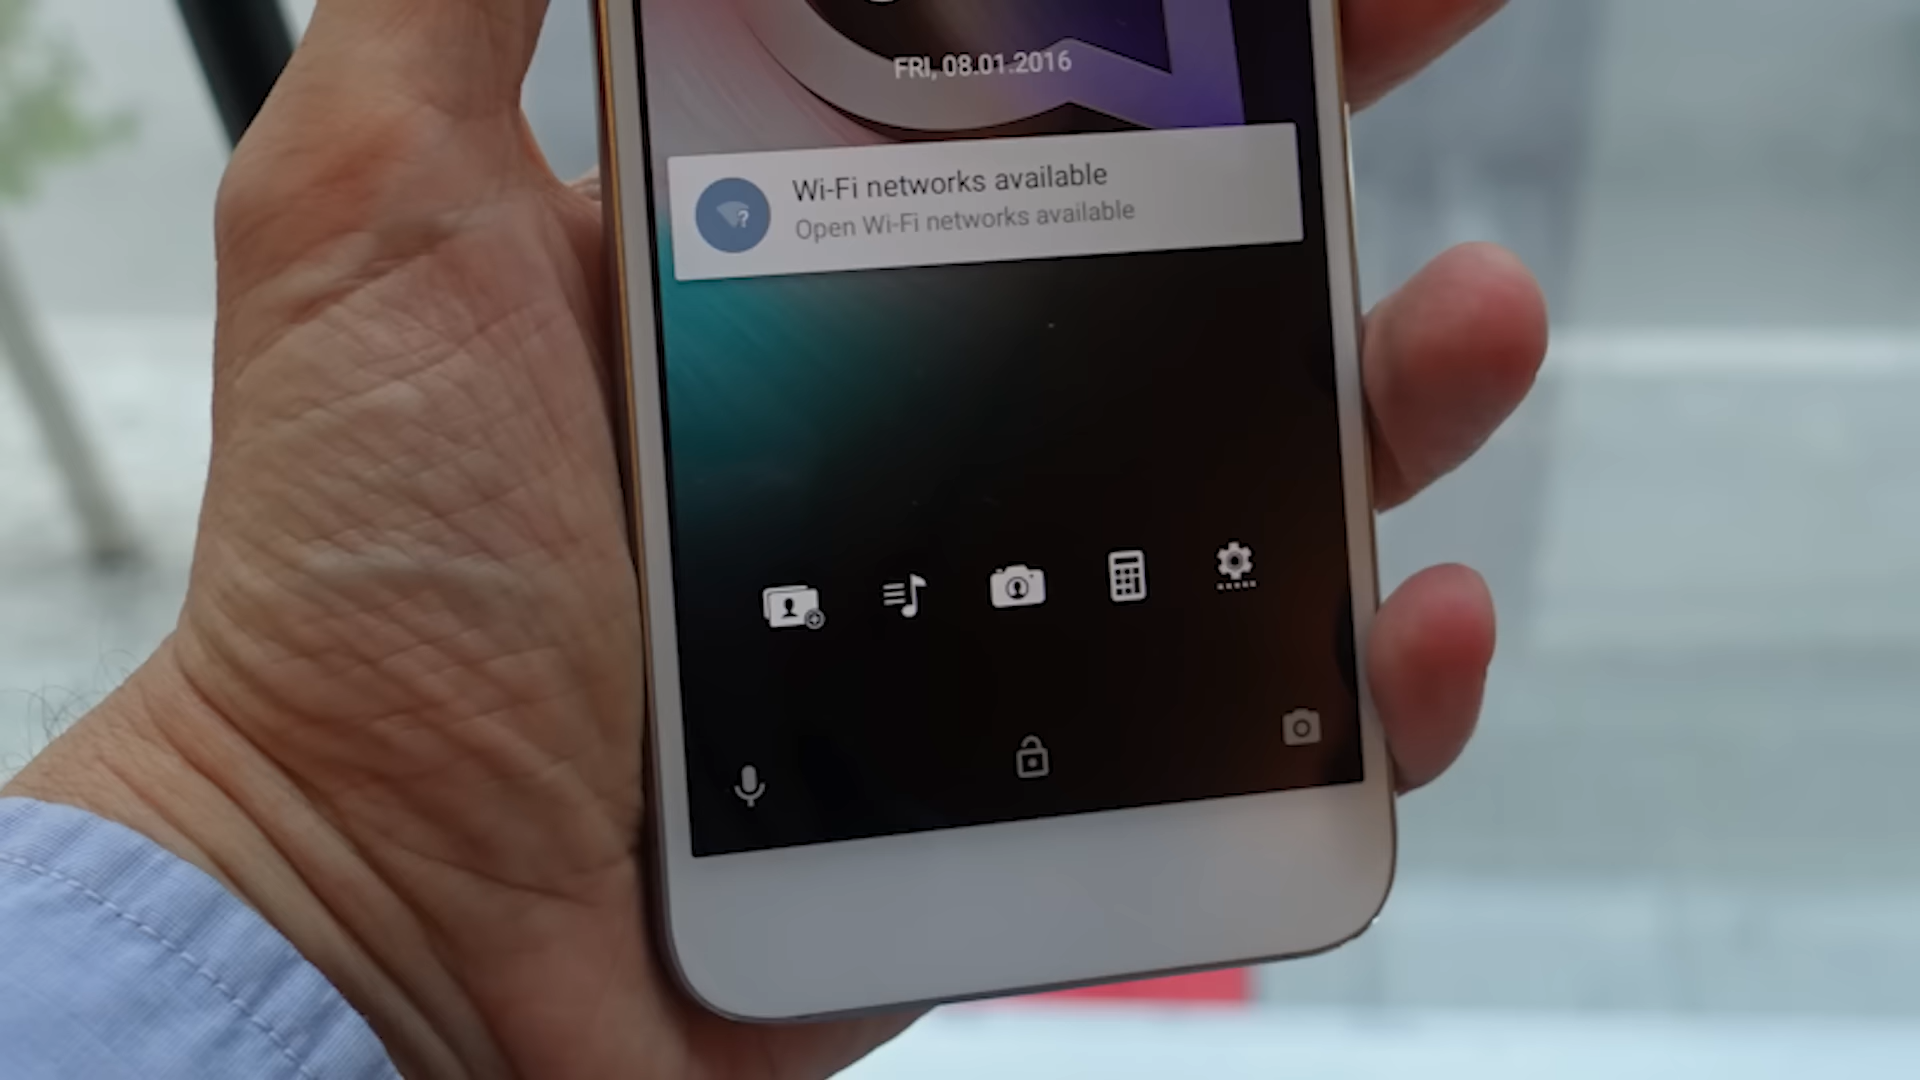 FRI, 08.01.2016
Wi-Fi networks available
Open Wi-Fi networks available